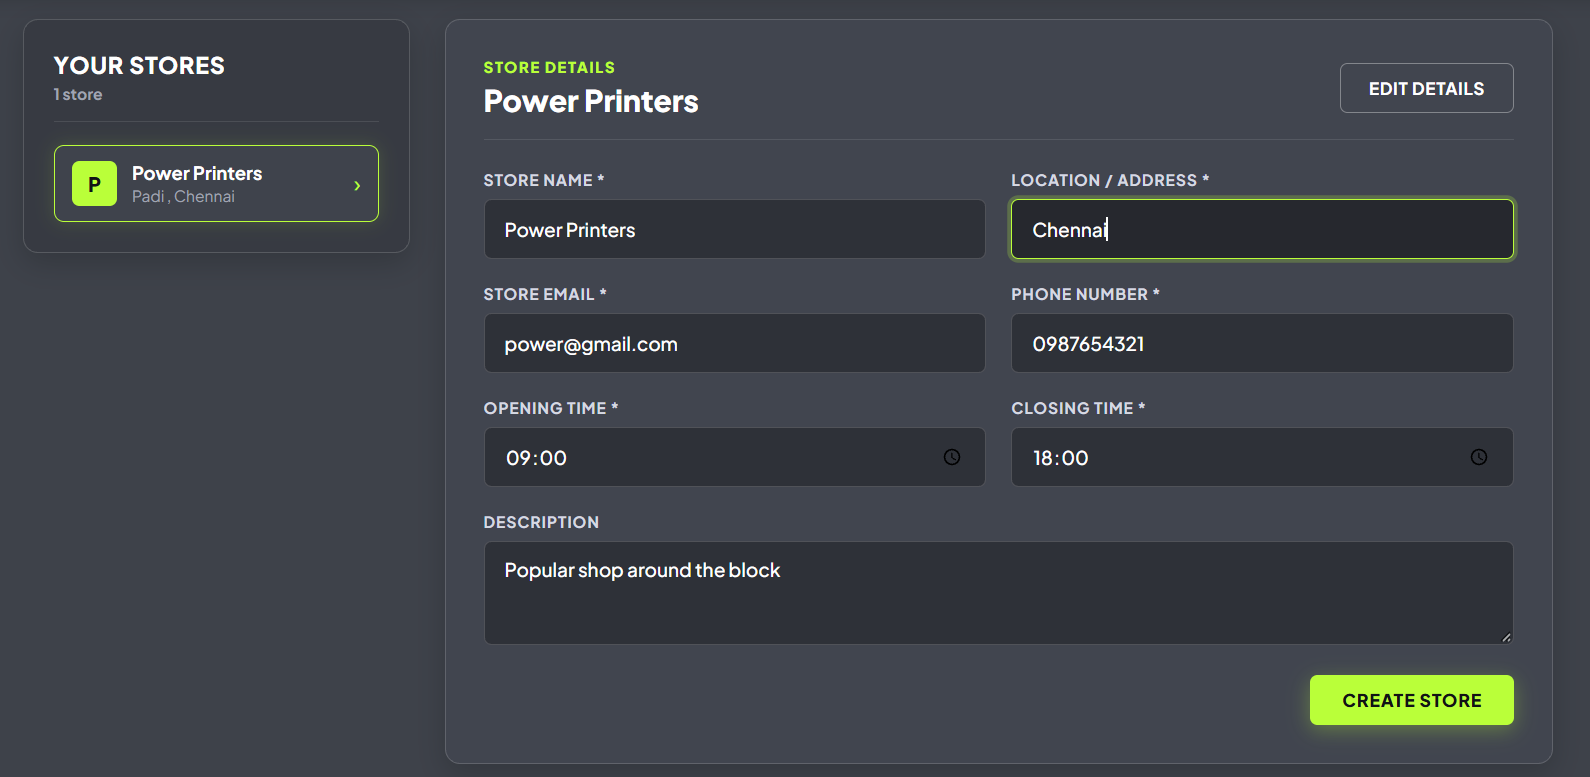 YOUR STORES
1 store
P
Power Printers
Padi , Chennai
›
STORE DETAILS
Power Printers
EDIT DETAILS
STORE NAME *
LOCATION / ADDRESS *
Power Printers
Chennai
STORE EMAIL *
PHONE NUMBER *
power@gmail.com
0987654321
OPENING TIME *
CLOSING TIME *
09:00
18:00
DESCRIPTION
Popular shop around the block
CREATE STORE